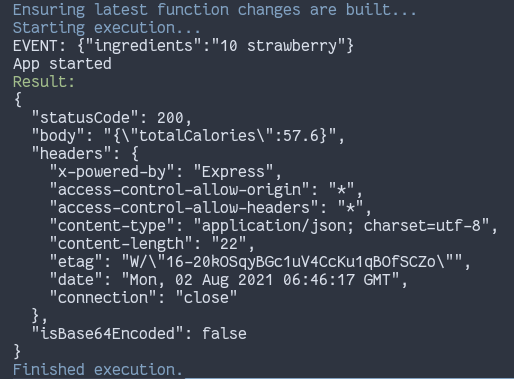 Ensuring latest function changes are built...
Starting execution...
EVENT: {"ingredients":"10 strawberry"}
App started
Result:
{
  "statusCode": 200,
  "body": "{\"totalCalories\":57.6}",
  "headers": {
    "x-powered-by": "Express",
    "access-control-allow-origin": "*",
    "access-control-allow-headers": "*",
    "content-type": "application/json; charset=utf-8",
    "content-length": "22",
    "etag": "W/\"16-20kOSqyBGc1uV4CcKu1qBOfSCZo\"",
    "date": "Mon, 02 Aug 2021 06:46:17 GMT",
    "connection": "close"
  },
  "isBase64Encoded": false
}
Finished execution.